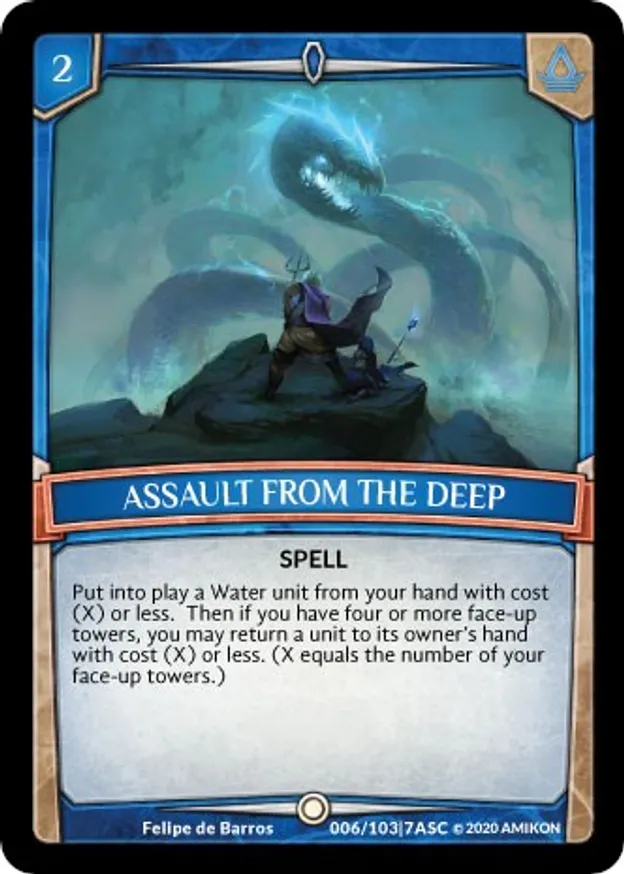 2
ASSAULT FROM THE DEEP
SPELL
Put into play a Water unit from your hand with cost
(X) or less.  Then if you have four or more face-up
towers, you may return a unit to its owner's hand
with cost (X) or less. (X equals the number of your
face-up towers.)
Felipe de Barros 006/103|7ASC © 2020 AMIKON